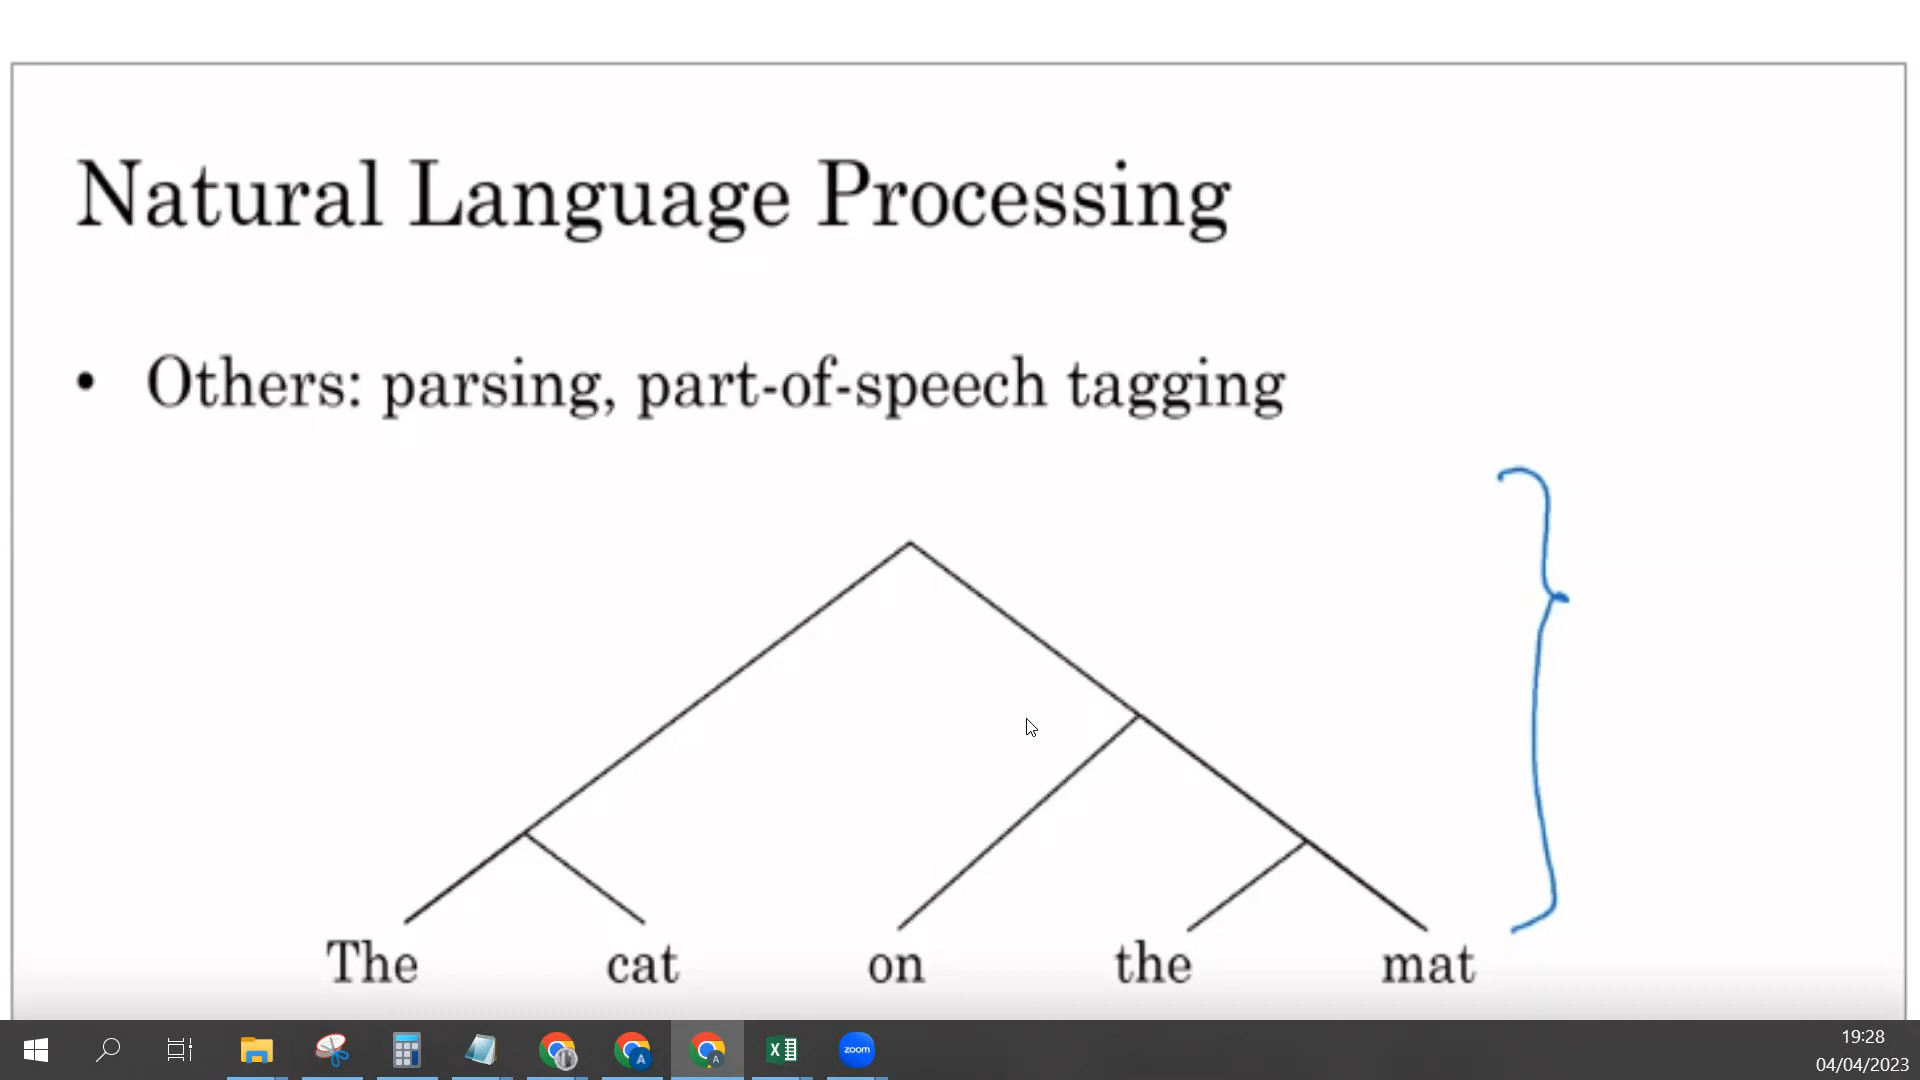 Natural Language Processing
• Others: parsing, part-of-speech tagging
The cat on the mat
A A zoom
19:28
04/04/2023